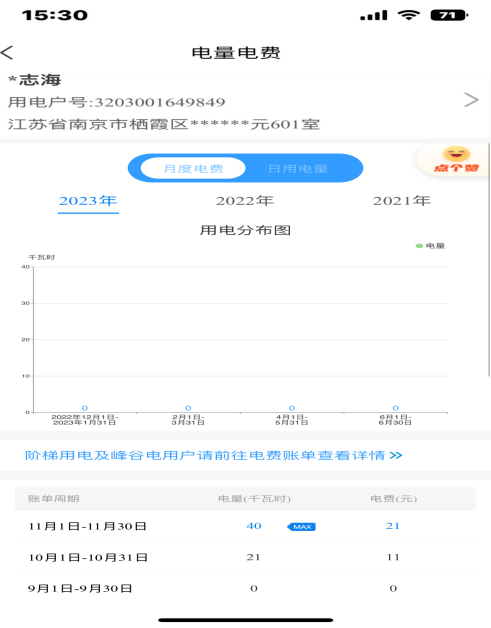 15:30
71
电量电费
*志海
用电户号:3203001649849
江苏省南京市栖霞区******元601室
点个赞
月度电费 日用电量
2023年 2022年 2021年
用电分布图
电量
千瓦时
40
30
20
10
0
0 0 0 0
2022年12月1日- 2月1日- 4月1日- 6月1日-
2023年1月31日 3月31日 5月31日 6月30日
阶梯用电及峰谷电用户请前往电费账单查看详情 >>
账单周期 电量(千瓦时) 电费(元)
11月1日-11月30日 40 MAX 21
10月1日-10月31日 21 11
9月1日-9月30日 0 0